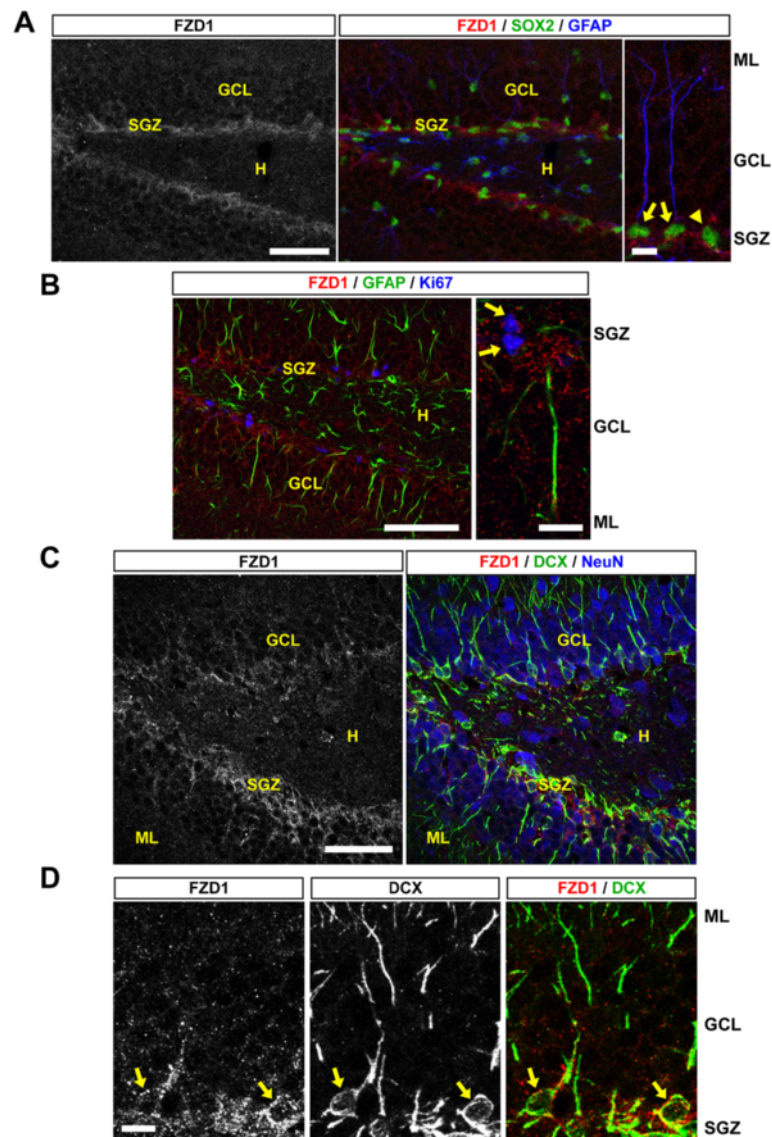 A
FZD1
FZD1 / SOX2 / GFAP
GCL
SGZ
H
GCL
SGZ
H
ML
GCL
SGZ
B
FZD1 / GFAP / Ki67
SGZ
H
GCL
SGZ
GCL
ML
C
FZD1
FZD1 / DCX / NeuN
GCL
H
SGZ
ML
GCL
H
SGZ
ML
D
FZD1
DCX
FZD1 / DCX
ML
GCL
SGZ